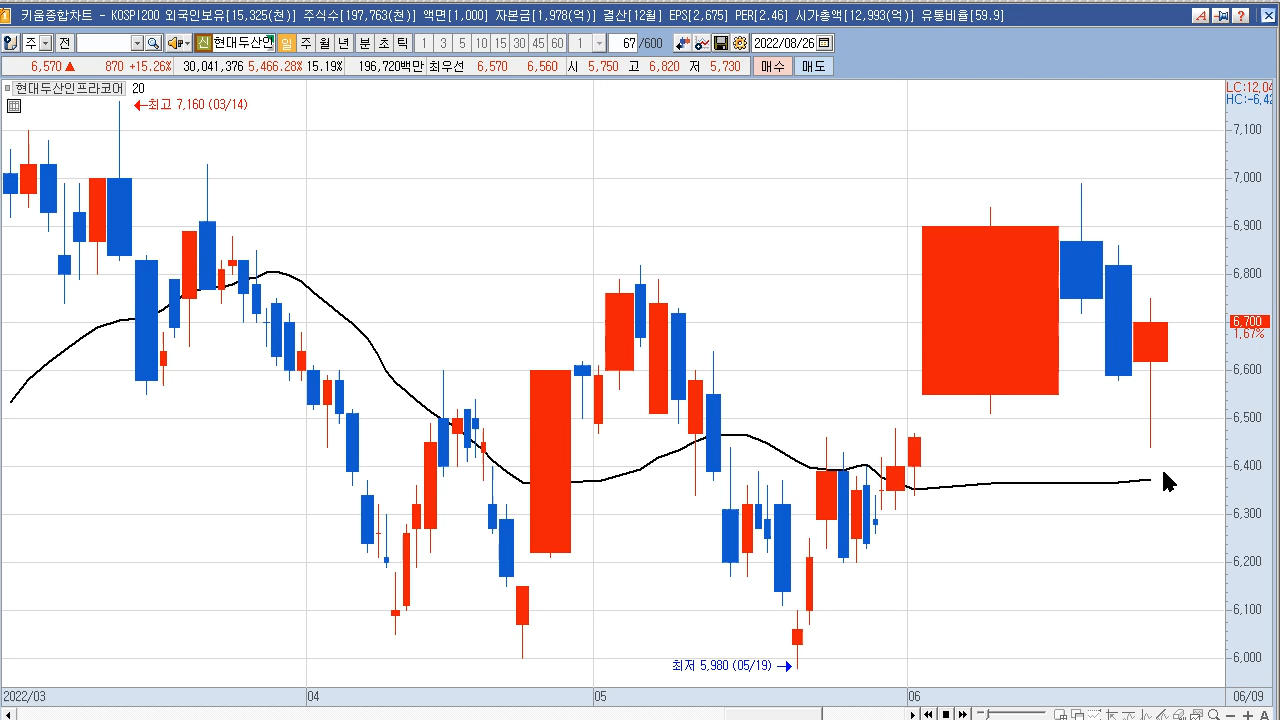 키움종합차트 - KOSPI200 외국인보유[15,325(천)] 주식수[197,763(천)] 액면[1,000] 자본금[1,978(억)] 결산[12월] EPS[2,675] PER[2.46] 시가총액[12,993(억)] 유통비율[59.9]
주 전 신 현대두산인 일 주 월 년 분 초 틱 1 3 5 10 15 30 45 60 1 67 /600 2022/08/26
6,570 ▲ 870 +15.26% 30,041,376 5,466.28% 15.19% 196,720백만 최우선 6,570 6,560 시 5,750 고 6,820 저 5,730 매수 매도
현대두산인프라코어 20
최고 7,160 (03/14)
LC:12,04
HC:-6,42
7,100
7,000
6,900
6,800
6,700
1,67%
6,600
6,500
6,400
6,300
6,200
6,100
6,000
최저 5,980 (05/19)
2022/03 04 05 06 06/09